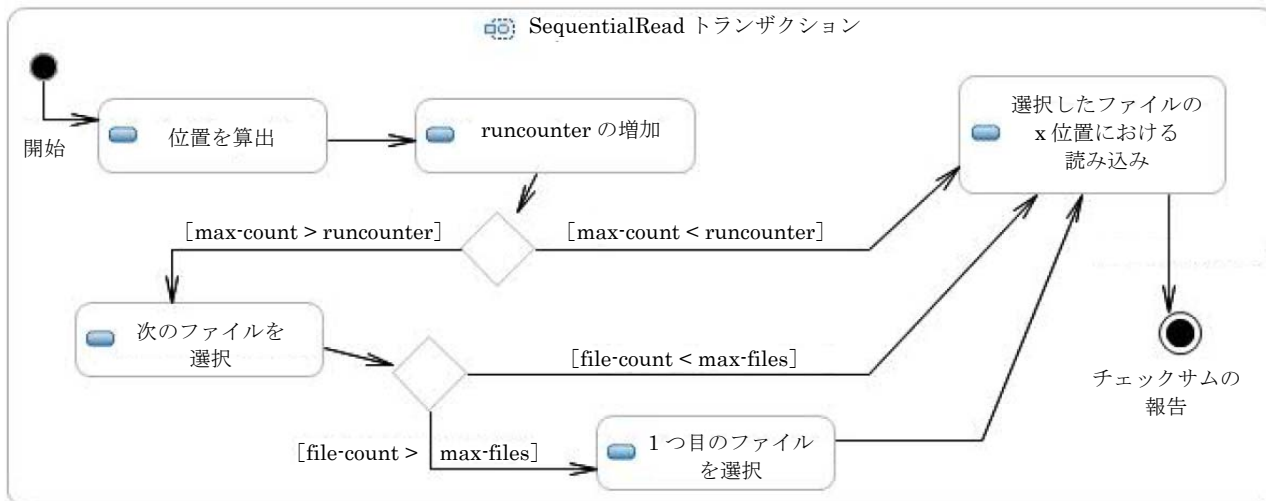 SequentialRead トランザクション
開始
位置を算出
runcounter の増加
選択したファイルの
x 位置における
読み込み
[max-count > runcounter]
[max-count < runcounter]
次のファイルを
選択
[file-count < max-files]
チェックサムの
報告
[file-count > max-files]
1 つ目のファイル
を選択